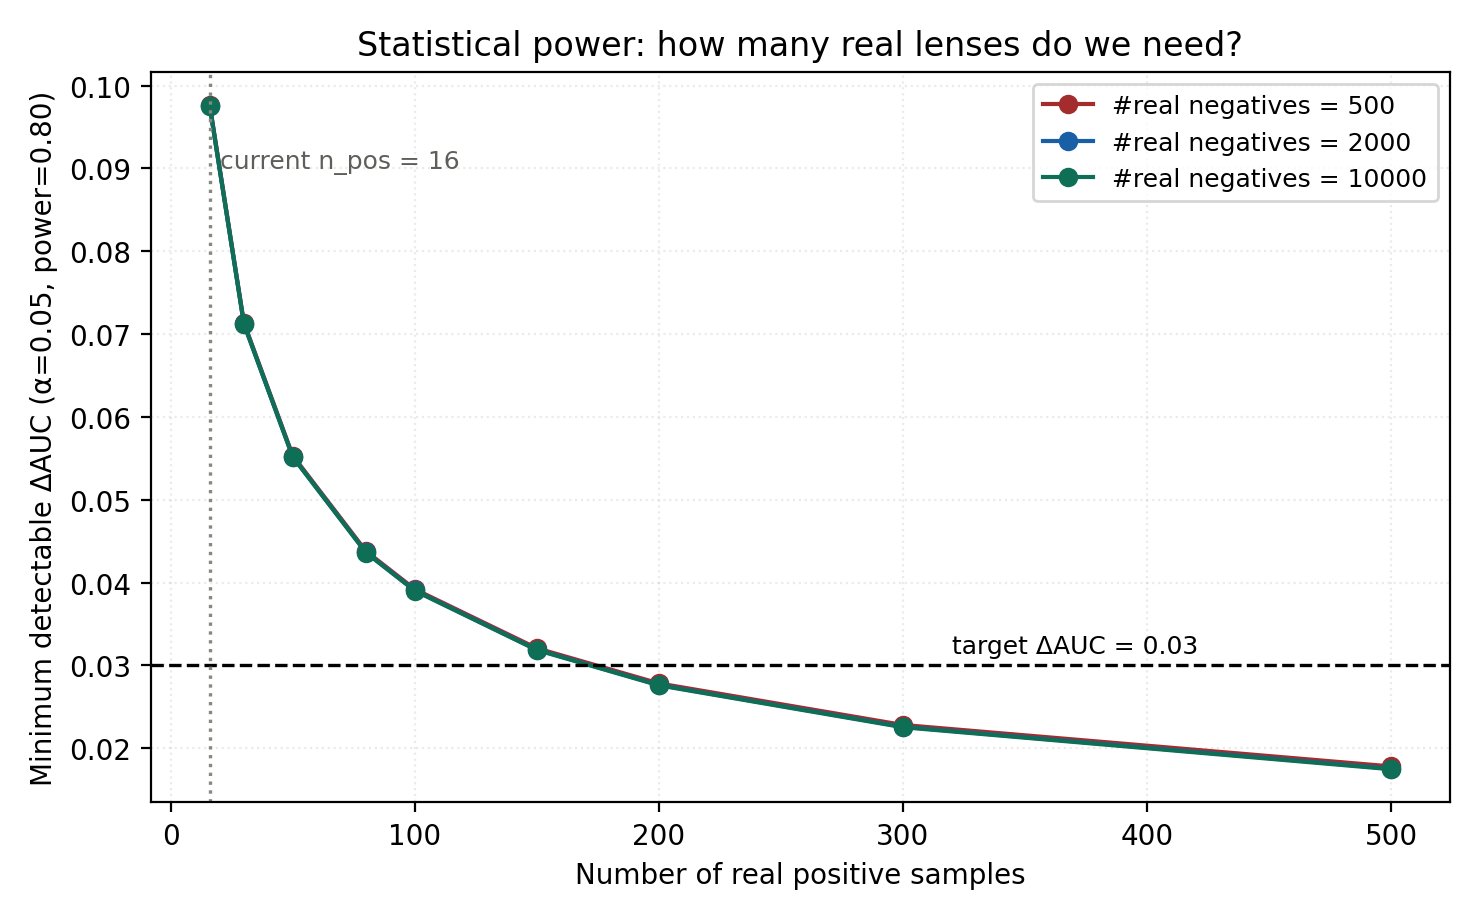 Statistical power: how many real lenses do we need?
Minimum detectable ΔAUC (α=0.05, power=0.80)
0.10
0.09
0.08
0.07
0.06
0.05
0.04
0.03
0.02
#real negatives = 500
#real negatives = 2000
#real negatives = 10000
current n_pos = 16
target ΔAUC = 0.03
0 100 200 300 400 500
Number of real positive samples